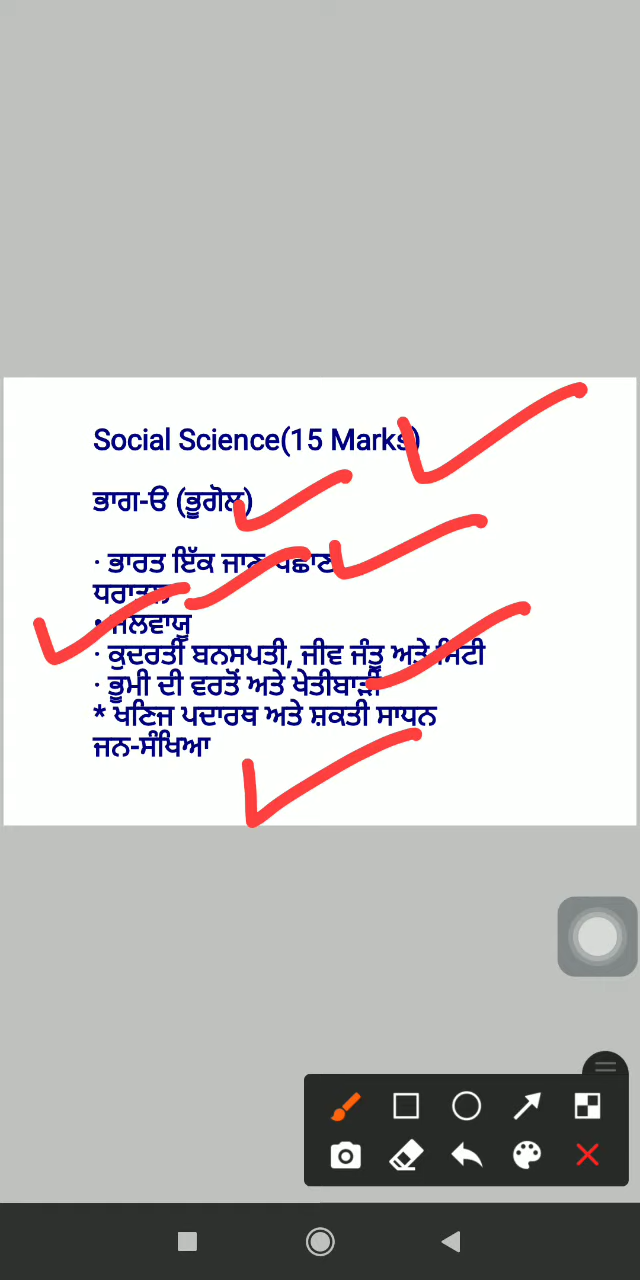 Social Science(15 Marks)
ਭਾਗ-ੳ (ਭੂਗੋਲ)
· ਭਾਰਤ ਇੱਕ ਜਾਣ ਪਛਾਣ
ਧਰਾਤਲ
• ਜਲਵਾਯੂ
· ਕੁਦਰਤੀ ਬਨਸਪਤੀ, ਜੀਵ ਜੰਤੂ ਅਤੇ ਮਿੱਟੀ
· ਭੂਮੀ ਦੀ ਵਰਤੋਂ ਅਤੇ ਖੇਤੀਬਾੜੀ
* ਖਣਿਜ ਪਦਾਰਥ ਅਤੇ ਸ਼ਕਤੀ ਸਾਧਨ
ਜਨ-ਸੰਖਿਆ